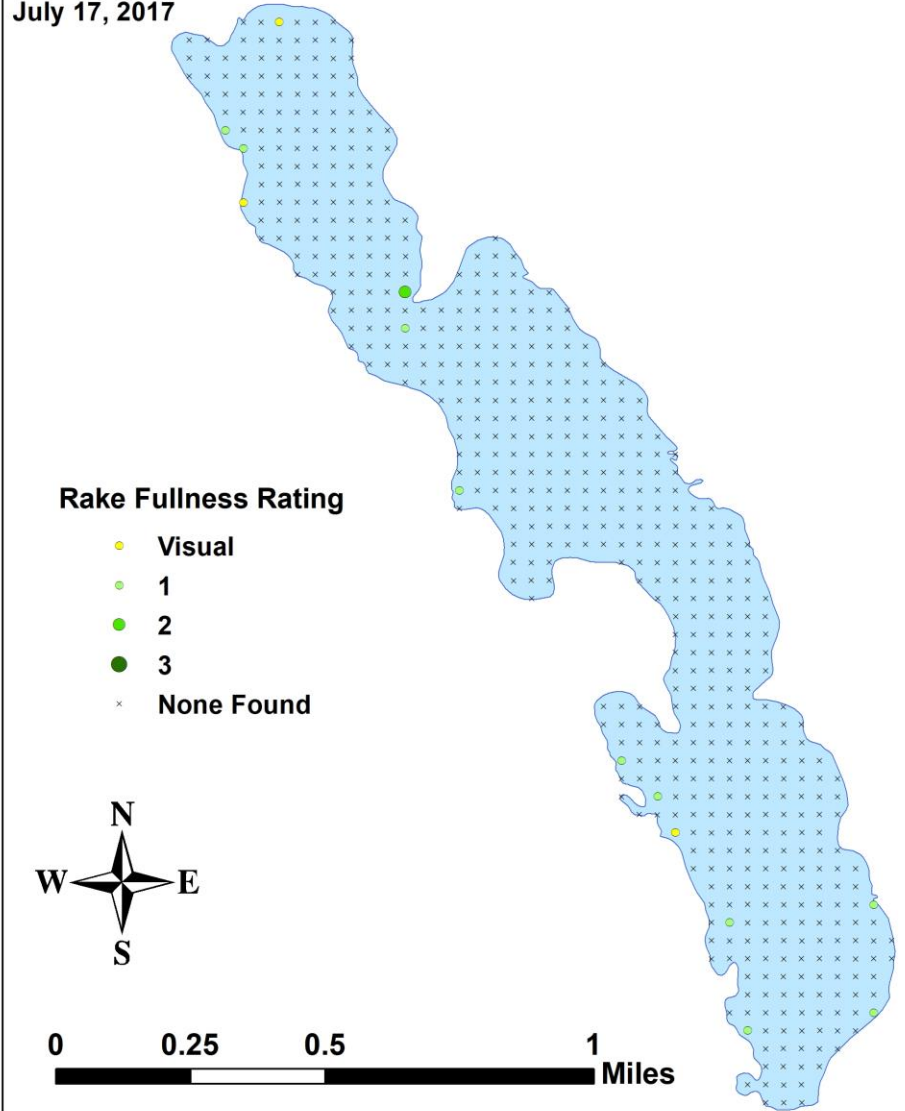 July 17, 2017
Rake Fullness Rating
Visual
1
2
3
None Found
N
W E
S
0 0.25 0.5 1
Miles